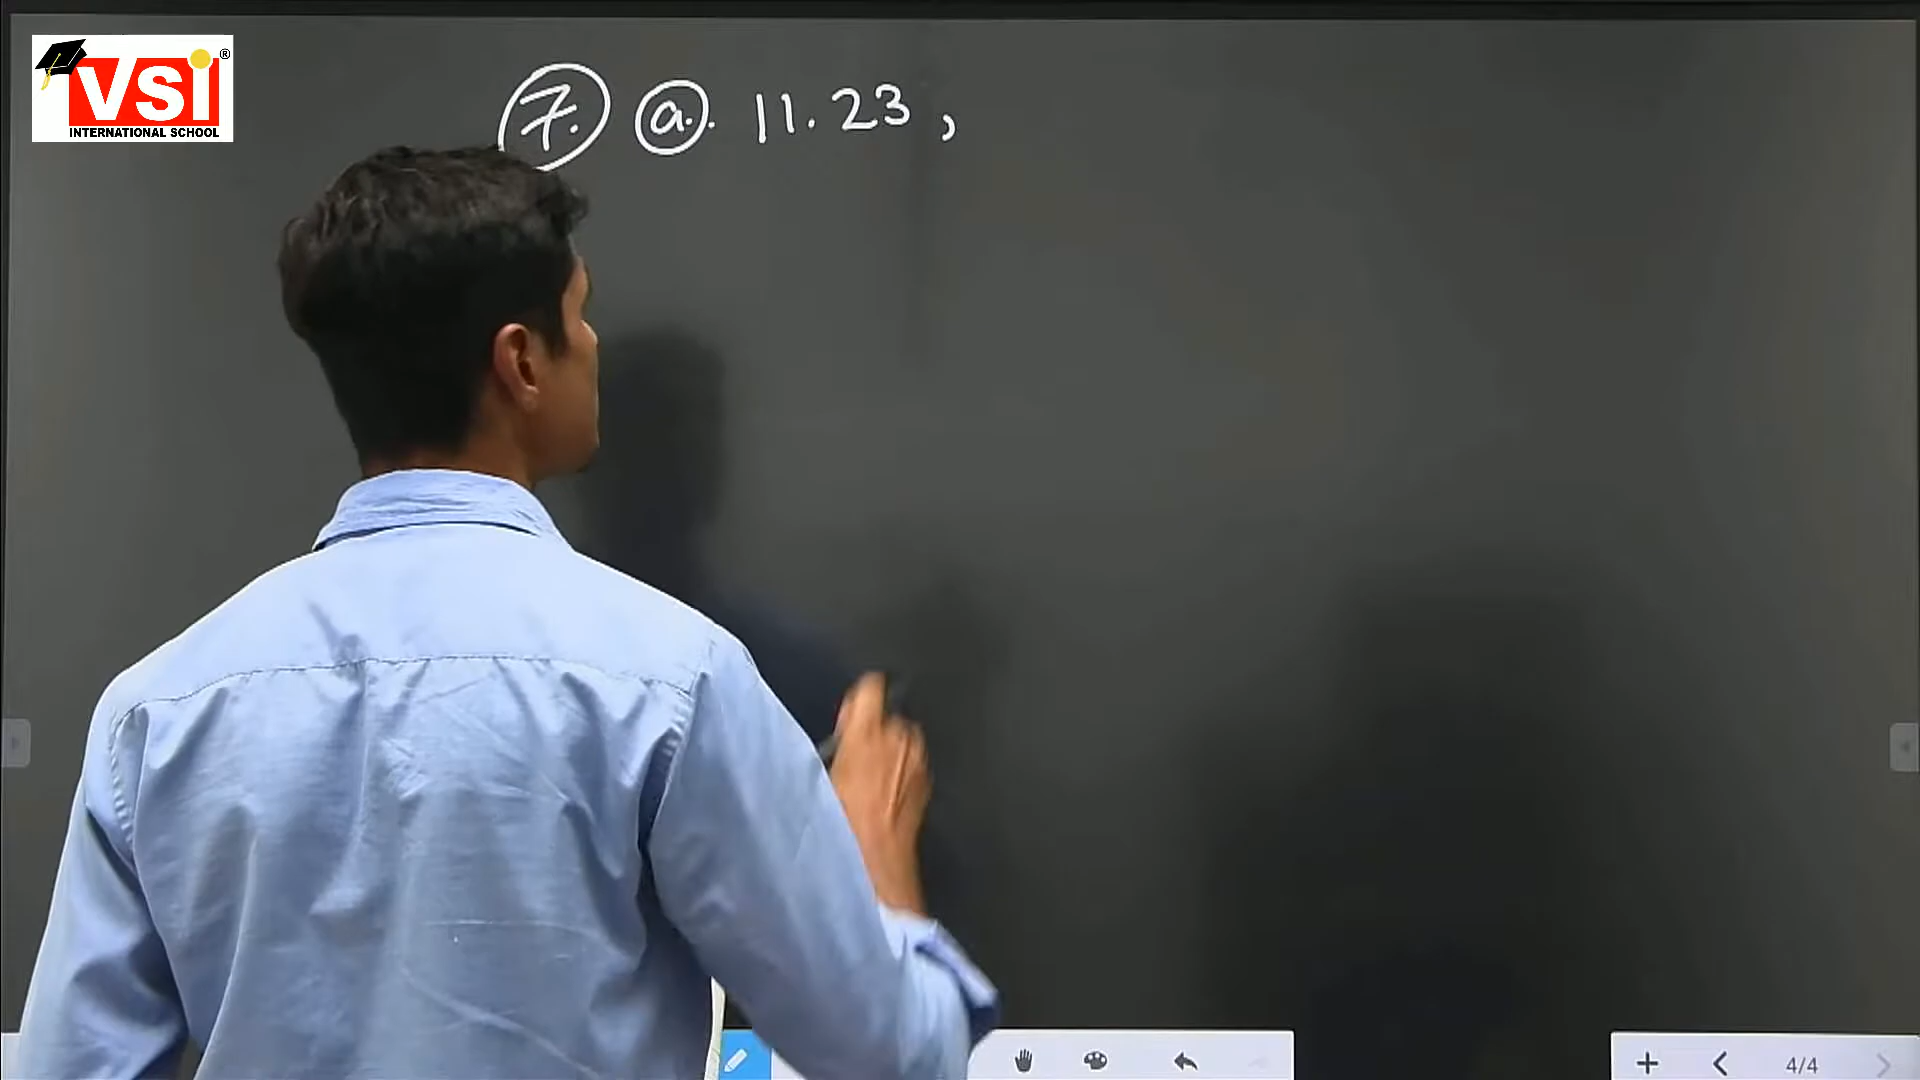 vsi®
INTERNATIONAL SCHOOL
7. a. 11.23,
4/4